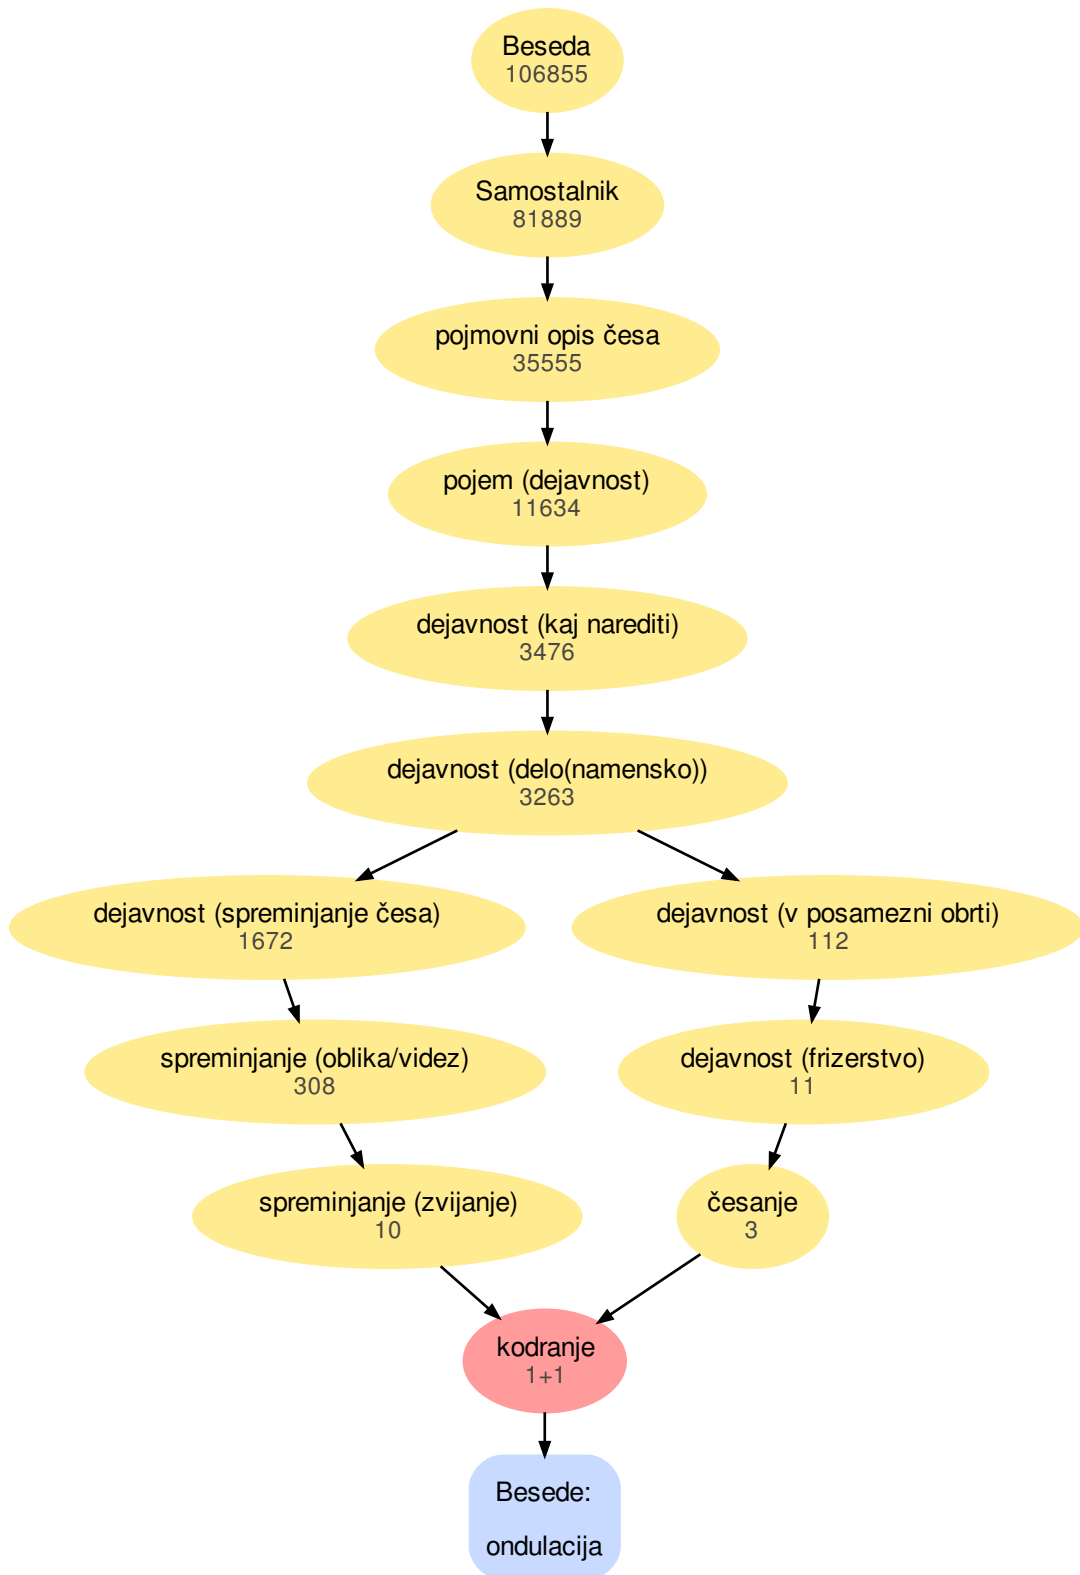 Beseda
106855
Samostalnik
81889
pojmovni opis česa
35555
pojem (dejavnost)
11634
dejavnost (kaj narediti)
3476
dejavnost (delo(namensko))
3263
dejavnost (spreminjanje česa)
1672
dejavnost (v posamezni obrti)
112
spreminjanje (oblika/videz)
308
dejavnost (frizerstvo)
11
spreminjanje (zvijanje)
10
česanje
3
kodranje
1+1
Besede:
ondulacija